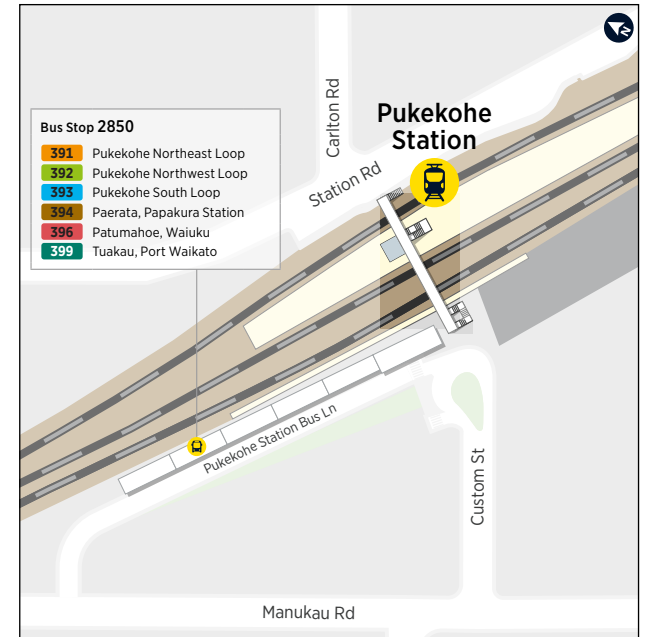 N
Carlton Rd
Pukekohe
Station
Station Rd
Bus Stop 2850
391 Pukekohe Northeast Loop
392 Pukekohe Northwest Loop
393 Pukekohe South Loop
394 Paerata, Papakura Station
396 Patumahoe, Waiuku
399 Tuakau, Port Waikato
Pukekohe Station Bus Ln
Custom St
Manukau Rd